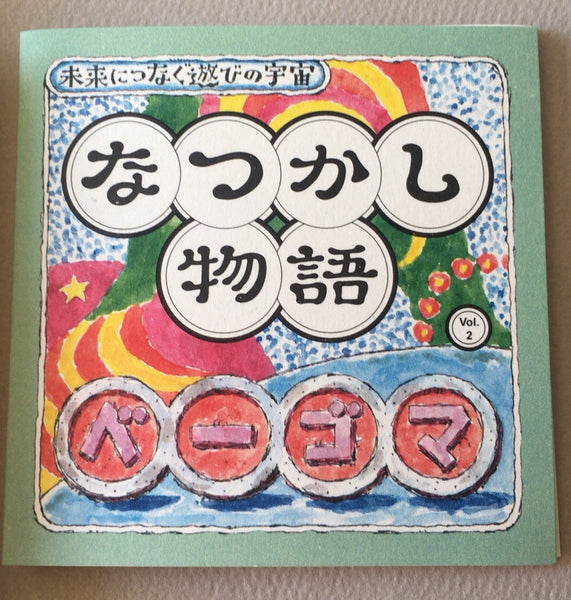 未来につなぐ遊びの宇宙
なつかし
物語
Vol.
2
ベーゴマ